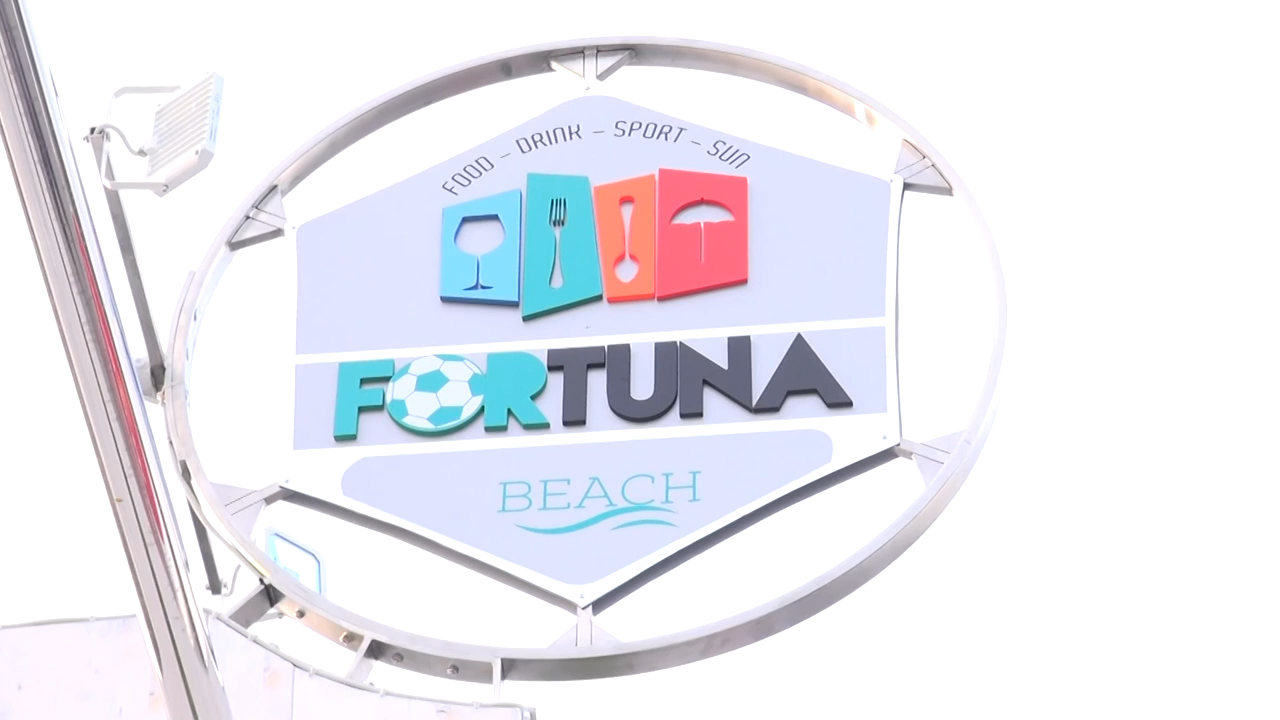 FOOD – DRINK – SPORT – SUN
FORTUNA
BEACH